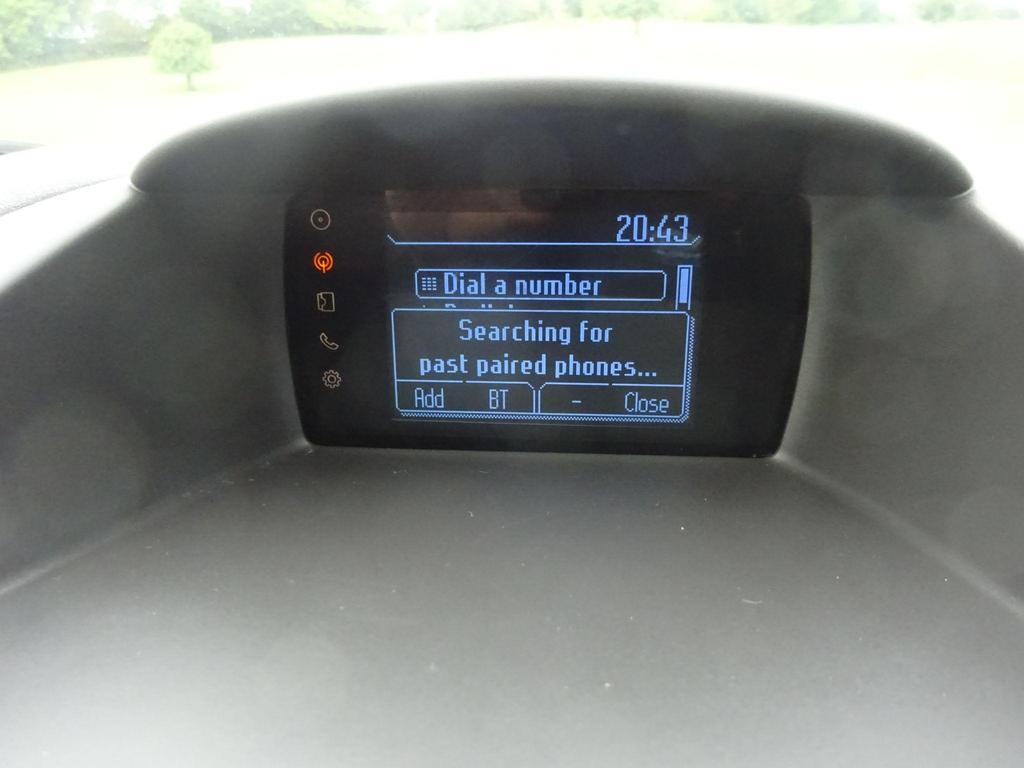 20:43
Dial a number
Searching for
past paired phones...
Add BT - Close